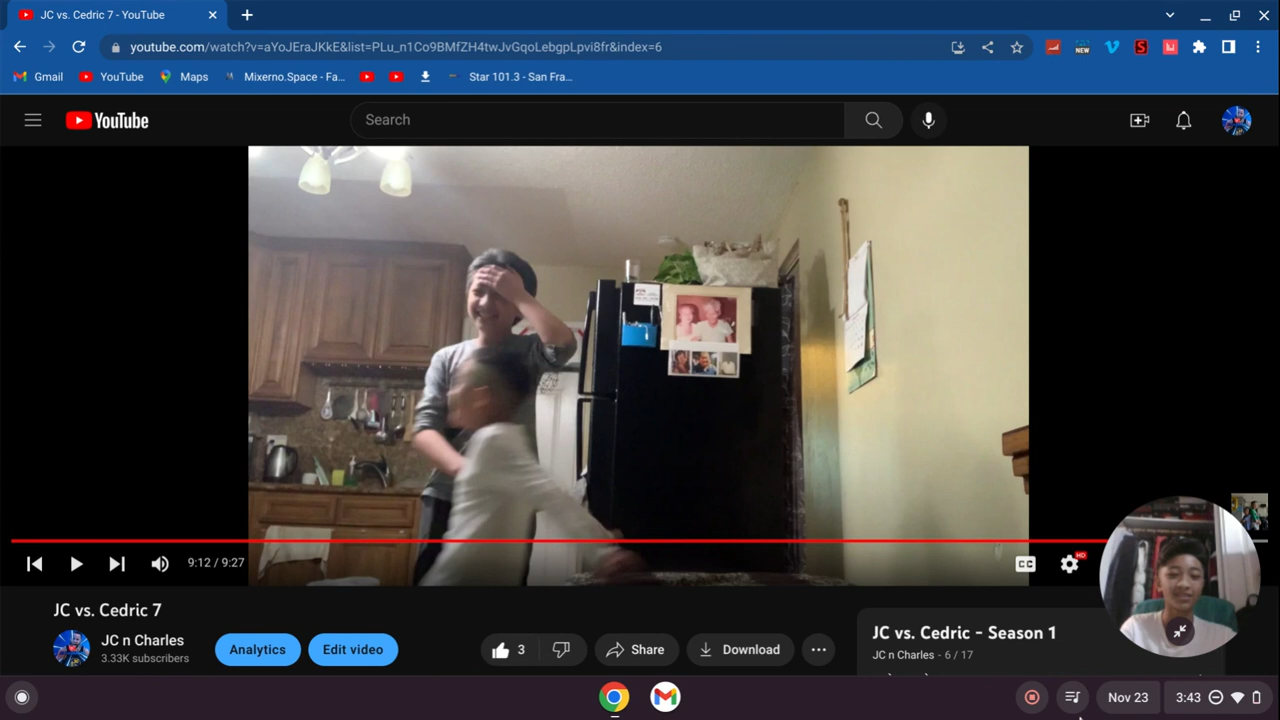 JC vs. Cedric 7 - YouTube
youtube.com/watch?v=aYoJEraJKkE&list=PLu_n1Co9BMfZH4twJvGqoLebgpLpvi8fr&index=6
NEW
S
Gmail
YouTube
Maps
Mixerno.Space - Fa...
Star 101.3 - San Fra...
YouTube
Search
9:12 / 9:27
CC
HD
JC vs. Cedric 7
JC n Charles
3.33K subscribers
Analytics
Edit video
3
Share
Download
JC vs. Cedric - Season 1
JC n Charles - 6 / 17
Nov 23
3:43